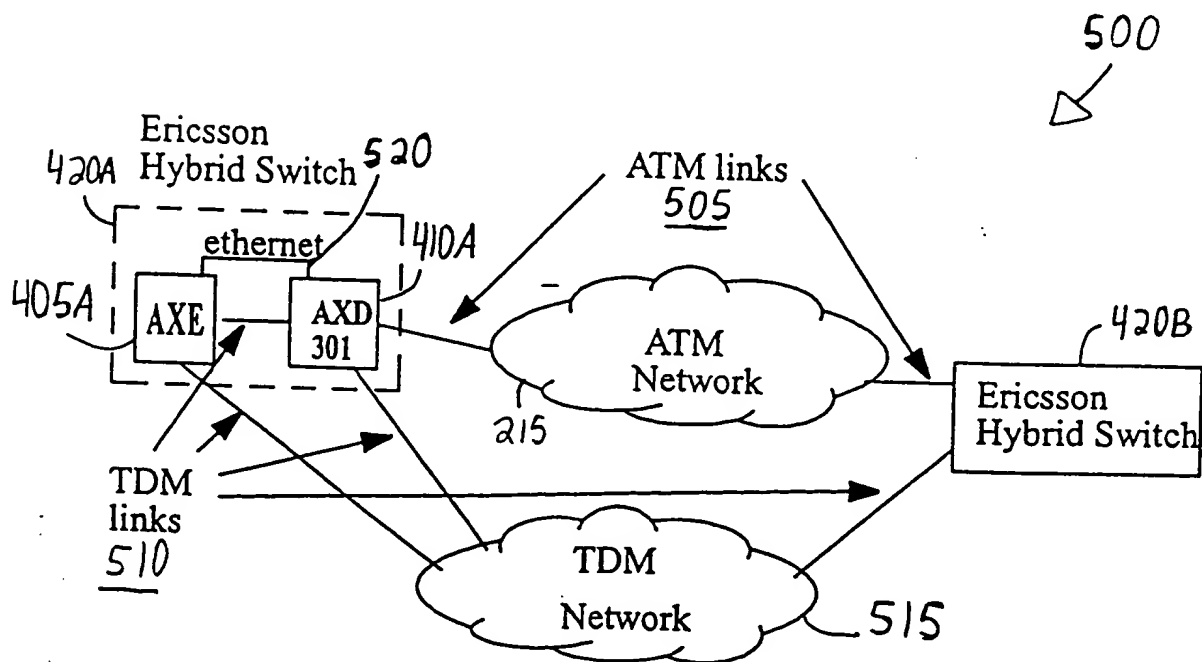 500
Ericsson
Hybrid Switch
520
420A
ethernet
410A
ATM links
505
405A
AXE
AXD
301
ATM
Network
420B
215
Ericsson
Hybrid Switch
TDM
links
510
TDM
Network
515